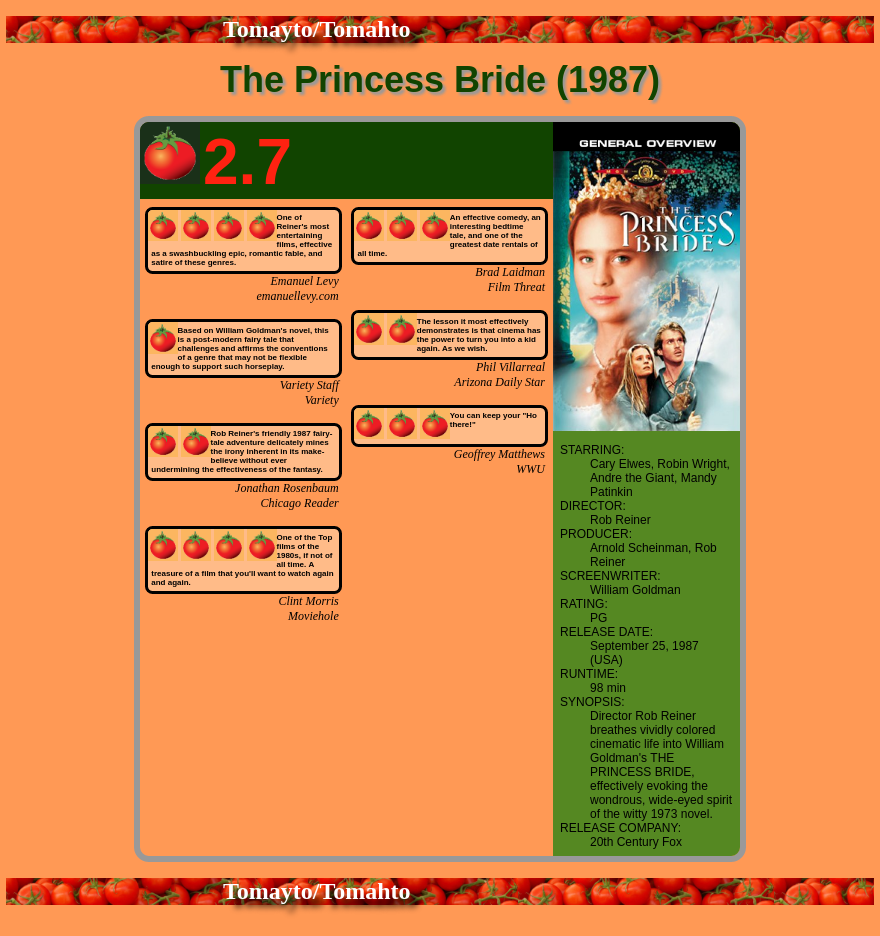 Tomayto/Tomahto
The Princess Bride (1987)
2.7
One of
Reiner's most
entertaining
films, effective
as a swashbuckling epic, romantic fable, and
satire of these genres.
Emanuel Levy
emanuellevy.com
Based on William Goldman's novel, this
is a post-modern fairy tale that
challenges and affirms the conventions
of a genre that may not be flexible
enough to support such horseplay.
Variety Staff
Variety
Rob Reiner's friendly 1987 fairy-
tale adventure delicately mines
the irony inherent in its make-
believe without ever
undermining the effectiveness of the fantasy.
Jonathan Rosenbaum
Chicago Reader
One of the Top
films of the
1980s, if not of
all time. A
treasure of a film that you'll want to watch again
and again.
Clint Morris
Moviehole
An effective comedy, an
interesting bedtime
tale, and one of the
greatest date rentals of
all time.
Brad Laidman
Film Threat
The lesson it most effectively
demonstrates is that cinema has
the power to turn you into a kid
again. As we wish.
Phil Villarreal
Arizona Daily Star
You can keep your "Ho
there!"
Geoffrey Matthews
WWU
GENERAL OVERVIEW
THE
PRINCESS
BRIDE
STARRING:
Cary Elwes, Robin Wright,
Andre the Giant, Mandy
Patinkin
DIRECTOR:
Rob Reiner
PRODUCER:
Arnold Scheinman, Rob
Reiner
SCREENWRITER:
William Goldman
RATING:
PG
RELEASE DATE:
September 25, 1987
(USA)
RUNTIME:
98 min
SYNOPSIS:
Director Rob Reiner
breathes vividly colored
cinematic life into William
Goldman's THE
PRINCESS BRIDE,
effectively evoking the
wondrous, wide-eyed spirit
of the witty 1973 novel.
RELEASE COMPANY:
20th Century Fox
Tomayto/Tomahto